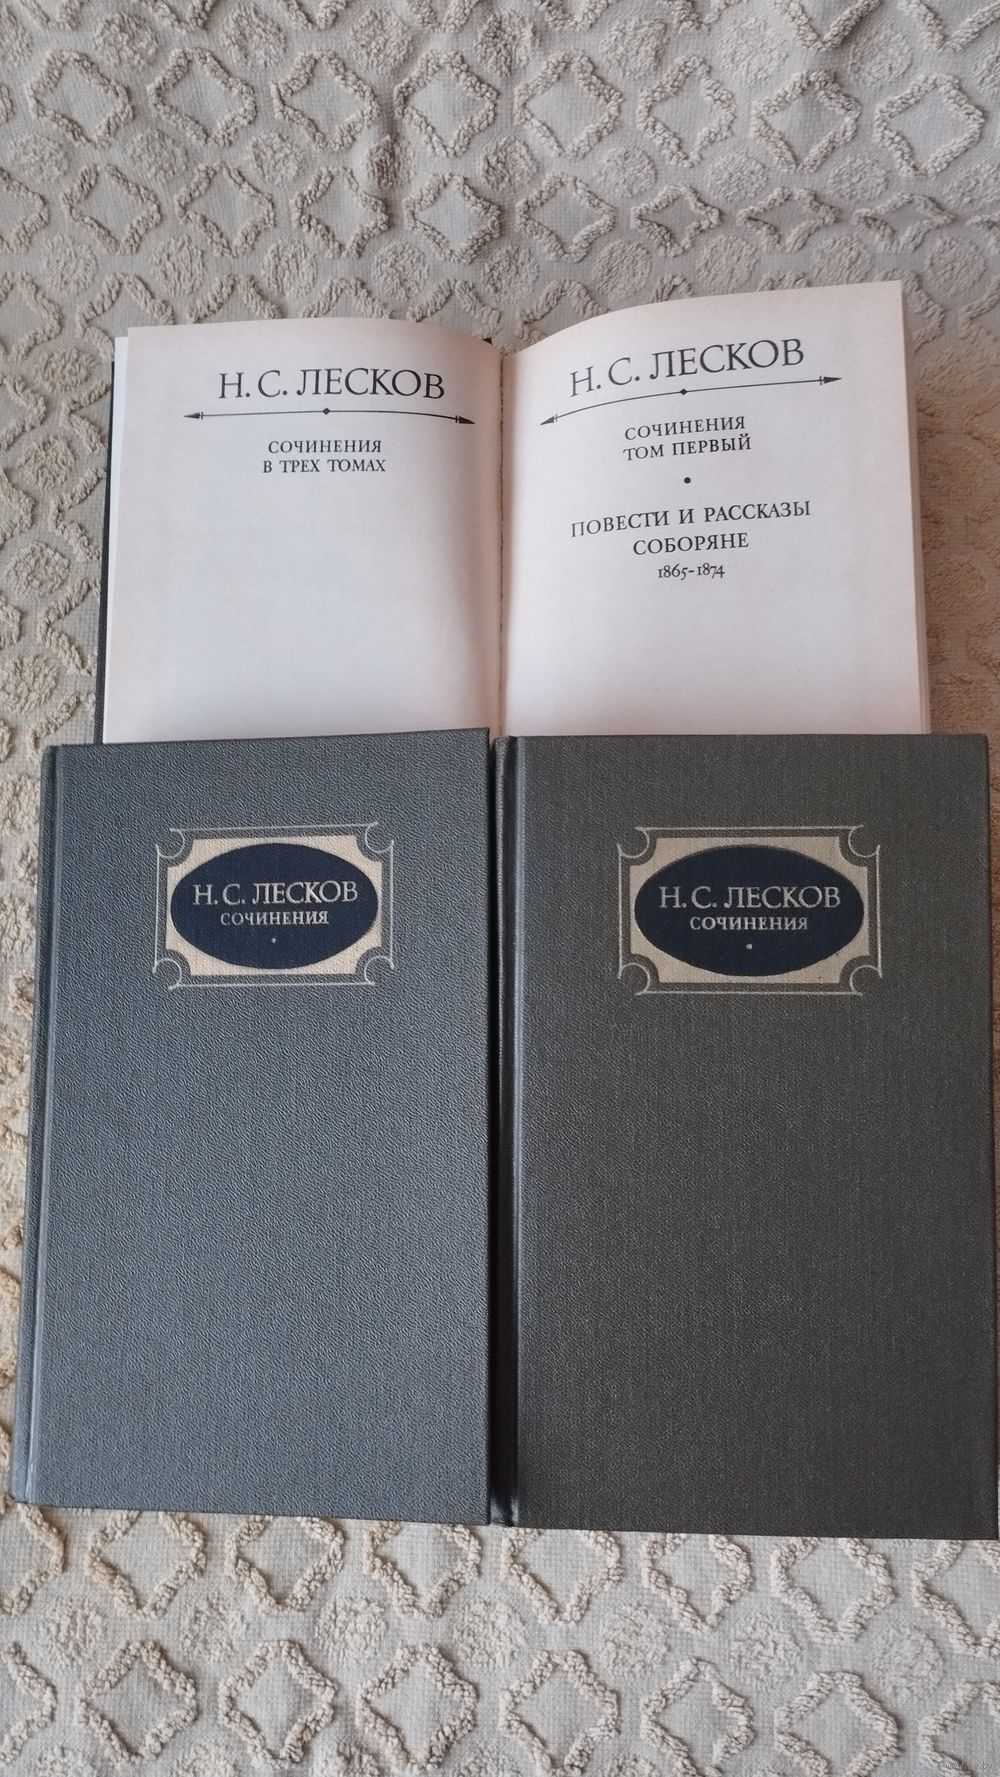 Н. С. ЛЕСКОВ
СОЧИНЕНИЯ
В ТРЕХ ТОМАХ
Н. С. ЛЕСКОВ
СОЧИНЕНИЯ
ТОМ ПЕРВЫЙ
ПОВЕСТИ И РАССКАЗЫ
СОБОРЯНЕ
1865-1874
Н. С. ЛЕСКОВ
СОЧИНЕНИЯ
Н. С. ЛЕСКОВ
СОЧИНЕНИЯ